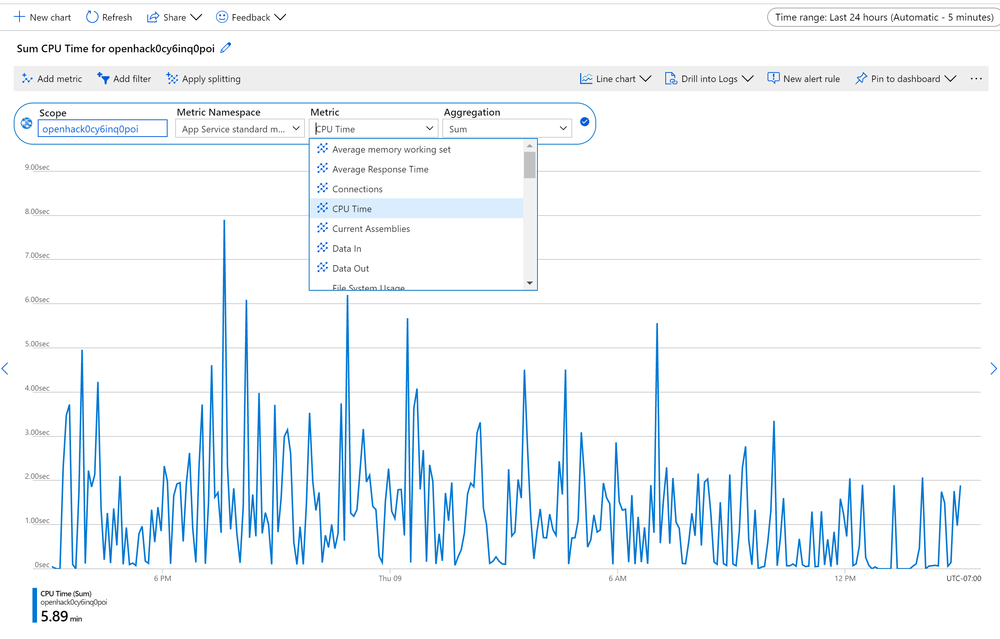 New chart Refresh Share Feedback Time range: Last 24 hours (Automatic - 5 minutes)
Sum CPU Time for openhack0cy6inq0poi
Add metric Add filter Apply splitting Line chart Drill into Logs New alert rule Pin to dashboard ...
Scope Metric Namespace Metric Aggregation
openhack0cy6inq0poi App Service standard m... CPU Time Sum
Average memory working set
Average Response Time
Connections
CPU Time
Current Assemblies
Data In
Data Out
File System Usage
9.00sec
8.00sec
7.00sec
6.00sec
5.00sec
4.00sec
3.00sec
2.00sec
1.00sec
0sec
6 PM Thu 09 6 AM 12 PM UTC-07:00
CPU Time (Sum)
openhack0cy6inq0poi
5.89 min